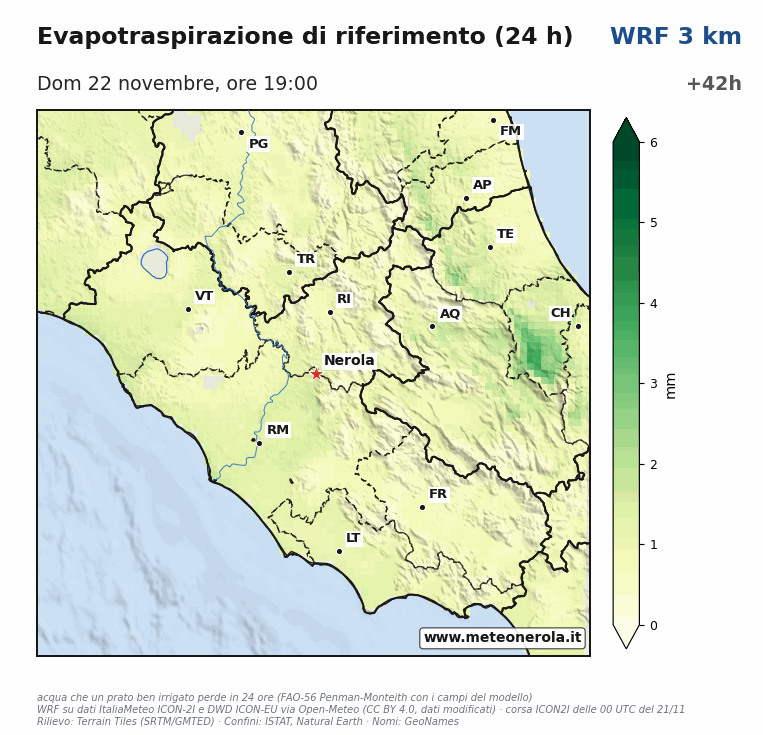 Evapotraspirazione di riferimento (24 h) WRF 3 km
Dom 22 novembre, ore 19:00 +42h
FM
PG
AP
TE
TR
RI
VT
AQ
CH
Nerola
RM
FR
LT
www.meteonerola.it
6
5
4
3
2
1
0
mm
acqua che un prato ben irrigato perde in 24 ore (FAO-56 Penman-Monteith con i campi del modello)
WRF su dati ItaliaMeteo ICON-2I e DWD ICON-EU via Open-Meteo (CC BY 4.0, dati modificati) · corsa ICON2I delle 00 UTC del 21/11
Rilievo: Terrain Tiles (SRTM/GMTED) · Confini: ISTAT, Natural Earth · Nomi: GeoNames